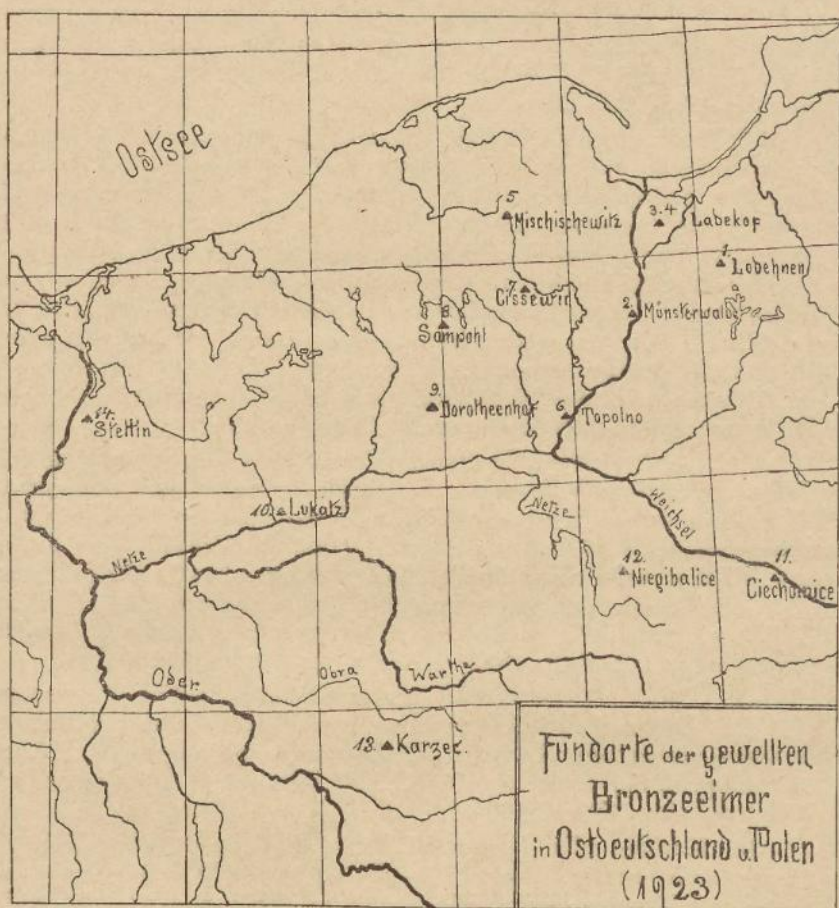 Ostsee
5
Mischischewitz
3.4
Labekop
1.
Lobehnen
7.
Cissewie
2.
Münsterwalde
8.
Sampohl
9.
Dorotheenhof
6.
Topolno
14.
Stettin
10.
Lukatz
Netze
Weichsel
Netze
12.
Niegibalice
11.
Ciechomice
Obra
Warthe
Oder
13.
Karzec.
Fundorte der gewellten
Bronzeeimer
in Ostdeutschland u. Polen
(1923)